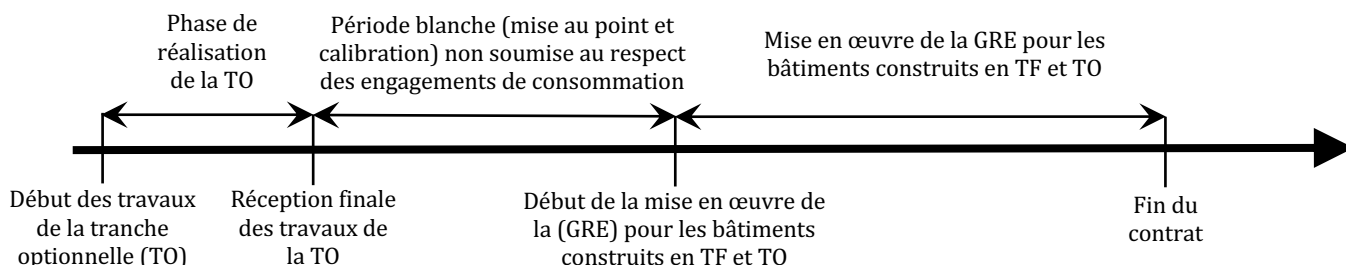 Phase de
réalisation
de la TO
Période blanche (mise au point et
calibration) non soumise au respect
des engagements de consommation
Mise en œuvre de la GRE pour les
bâtiments construits en TF et TO
Début des travaux
de la tranche
optionnelle (TO)
Réception finale
des travaux de
la TO
Début de la mise en œuvre de
la (GRE) pour les bâtiments
construits en TF et TO
Fin du
contrat